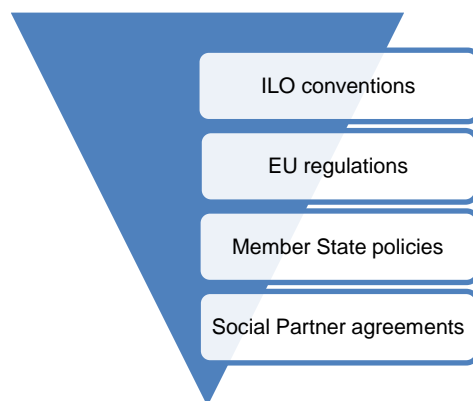 ILO conventions
EU regulations
Member State policies
Social Partner agreements